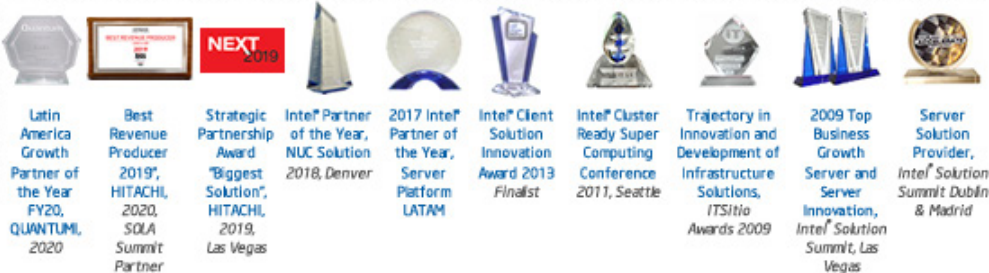 Quantum
BEST REVENUE PRODUCER
2019
NEXT
2019
Latin
America
Growth
Partner of
the Year
FY20,
QUANTUMI,
2020
Best
Revenue
Producer
2019",
HITACHI,
2020,
SOLA
Summit
Partner
Strategic
Partnership
Award
"Biggest
Solution",
HITACHI,
2019,
Las Vegas
Intel® Partner
of the Year,
NUC Solution
2018, Denver
2017 Intel®
Partner of
the Year,
Server
Platform
LATAM
Intel® Client
Solution
Innovation
Award 2013
Finalist
Intel® Cluster
Ready Super
Computing
Conference
2011, Seattle
Trajectory in
Innovation and
Development of
Infrastructure
Solutions,
ITSitio
Awards 2009
2009 Top
Business
Growth
Server and
Server
Innovation,
Intel® Solution
Summit, Las
Vegas
Server
Solution
Provider,
Intel® Solution
Summit Dublin
& Madrid